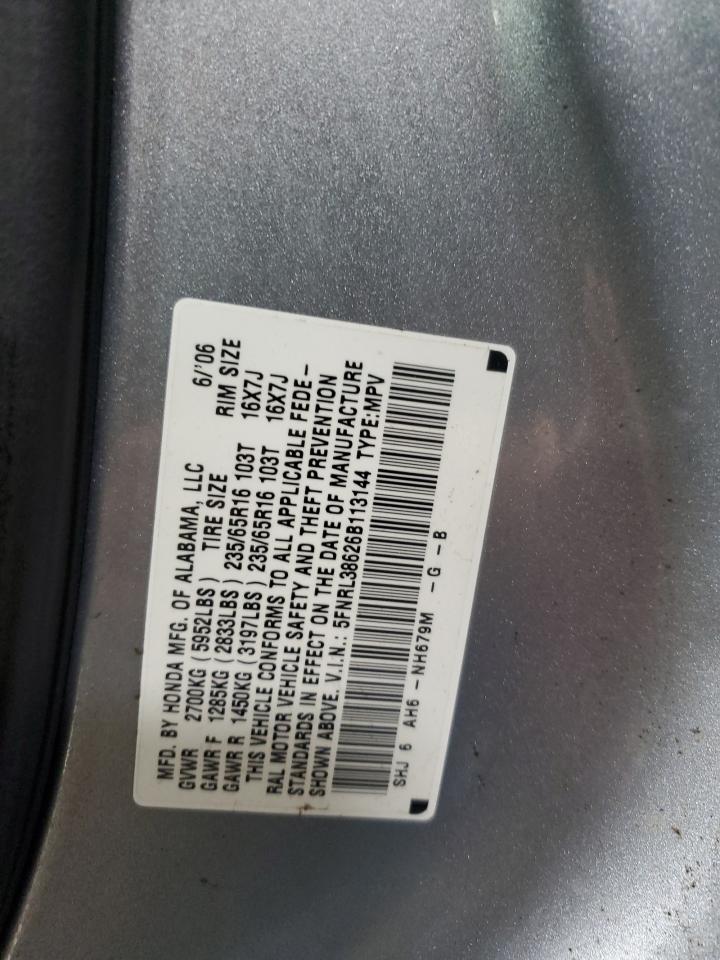 MFD. BY HONDA MFG. OF ALABAMA, LLC 6/'06
GVWR 2700KG (5952LBS) TIRE SIZE RIM SIZE
GAWR F 1285KG (2833LBS) 235/65R16 103T 16X7J
GAWR R 1450KG (3197LBS) 235/65R16 103T 16X7J
THIS VEHICLE CONFORMS TO ALL APPLICABLE FEDE-
RAL MOTOR VEHICLE SAFETY AND THEFT PREVENTION
STANDARDS IN EFFECT ON THE DATE OF MANUFACTURE
SHOWN ABOVE. V.I.N.: 5FNRL38626B113144 TYPE:MPV
SHJ 6 AH6 - NH679M - G - B